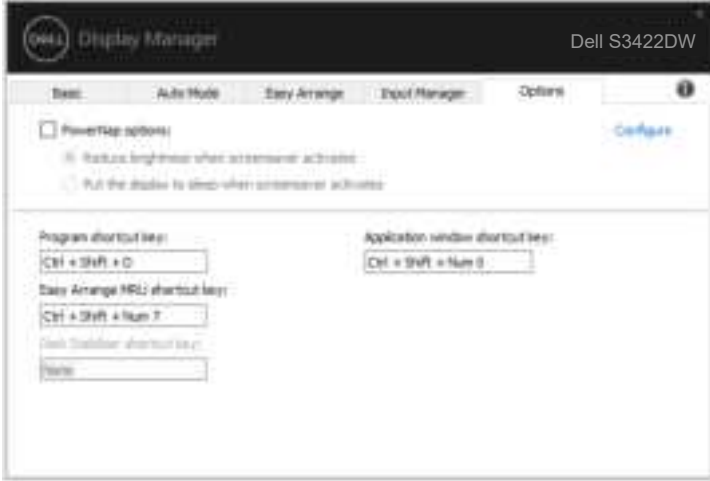 DELL Display Manager
Dell S3422DW
Basic Auto Mode Easy Arrange Input Manager Options
PowerNap options: Configure
Reduce brightness when screensaver activates
Put the display to sleep when screensaver activates
Program shortcut key: Application window shortcut key:
Ctrl + Shift + D Ctrl + Shift + Num 0
Easy Arrange MRU shortcut key:
Ctrl + Shift + Num 7
shortcut key:
None